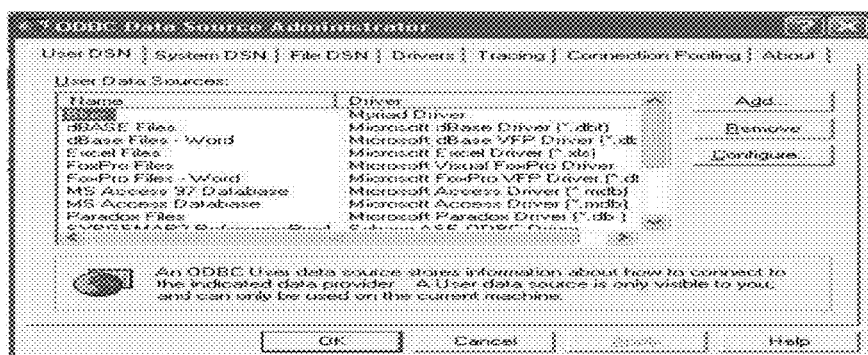 ODBC Data Source Administrator
User DSN System DSN File DSN Drivers Tracing Connection Pooling About
User Data Sources:
Name Driver
Myriad Driver
dBASE Files Microsoft dBase Driver (*.dbf)
dBase Files - Word Microsoft dBase VFP Driver (*.db
Excel Files Microsoft Excel Driver (*.xls)
FoxPro Files Microsoft Visual FoxPro Driver
FoxPro Files - Word Microsoft FoxPro VFP Driver (*.d
MS Access 97 Database Microsoft Access Driver (*.mdb)
MS Access Database Microsoft Access Driver (*.mdb)
Paradox Files Microsoft Paradox Driver (*.db )
Add...
Remove
Configure...
An ODBC User data source stores information about how to connect to
the indicated data provider. A User data source is only visible to you,
and can only be used on the current machine.
OK Cancel Apply Help